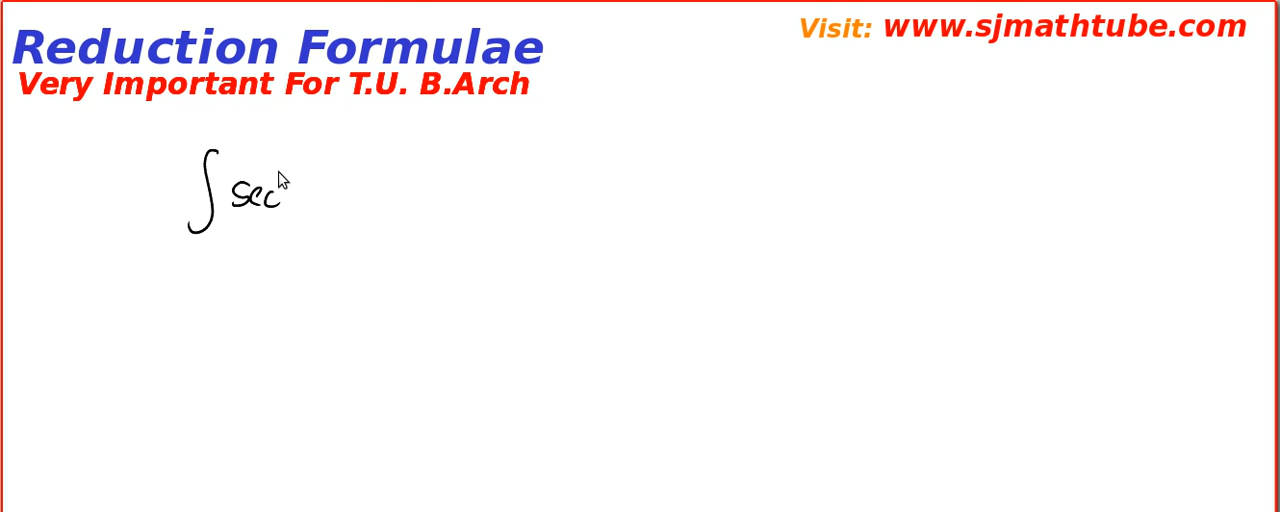 Reduction Formulae
Visit: www.sjmathtube.com
Very Important For T.U. B.Arch
∫ sec